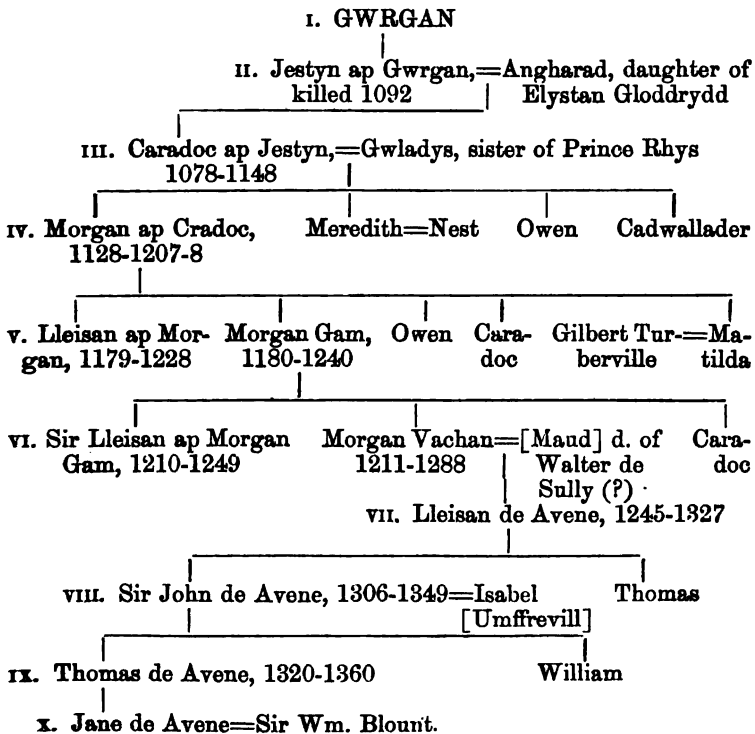 I. GWRGAN
II. Jestyn ap Gwrgan,=Angharad, daughter of
killed 1092 Elystan Gloddrydd
III. Caradoc ap Jestyn,=Gwladys, sister of Prince Rhys
1078-1148
IV. Morgan ap Cradoc, Meredith=Nest Owen Cadwallader
1128-1207-8
V. Lleisan ap Mor- Morgan Gam, Owen Cara- Gilbert Tur-=Ma-
gan, 1179-1228 1180-1240 doc berville tilda
VI. Sir Lleisan ap Morgan Morgan Vachan=[Maud] d. of Cara-
Gam, 1210-1249 1211-1288 Walter de doc
Sully (?)
VII. Lleisan de Avene, 1245-1327
VIII. Sir John de Avene, 1306-1349=Isabel Thomas
[Umffrevill]
IX. Thomas de Avene, 1320-1360 William
X. Jane de Avene=Sir Wm. Blount.